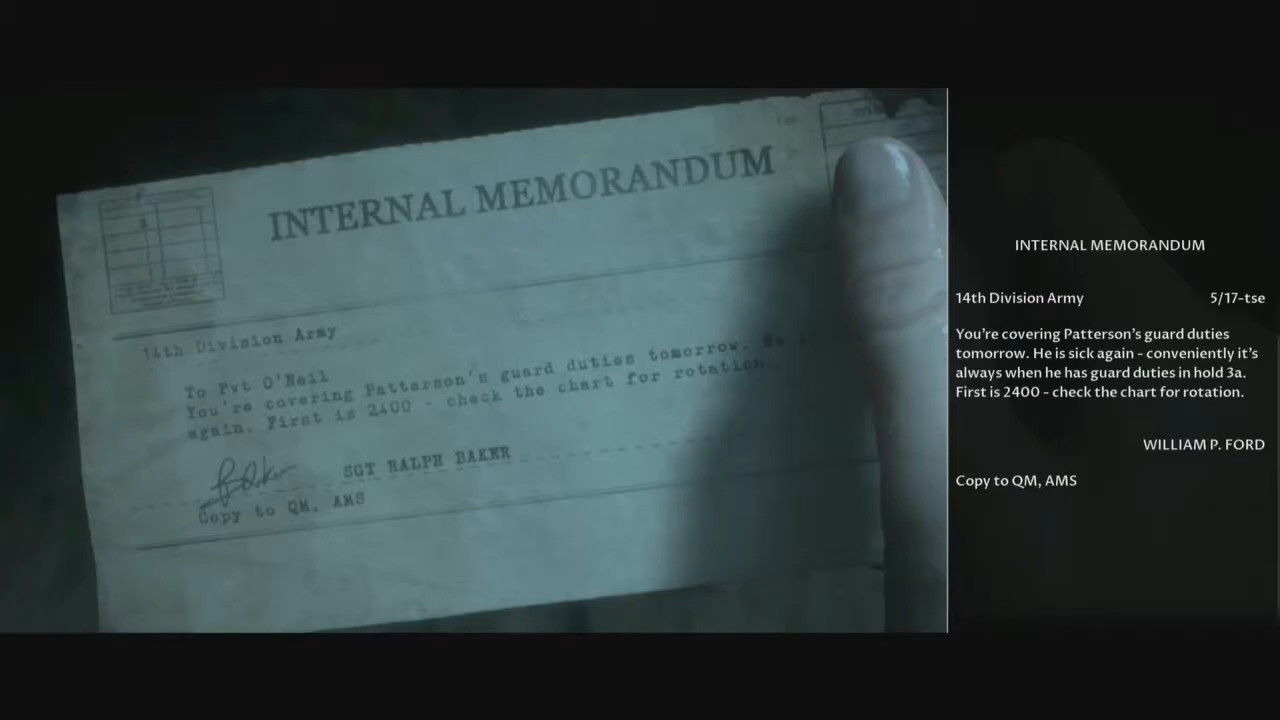 INTERNAL MEMORANDUM
14th Division Army
To Pvt O'Neil
You're covering Patterson's guard duties tomorrow. He
again. First is 2400 - check the chart for rotation
SGT RALPH BAKER
Copy to QM, AMS
INTERNAL MEMORANDUM
14th Division Army 5/17-tse
You're covering Patterson's guard duties
tomorrow. He is sick again - conveniently it's
always when he has guard duties in hold 3a.
First is 2400 - check the chart for rotation.
WILLIAM P. FORD
Copy to QM, AMS